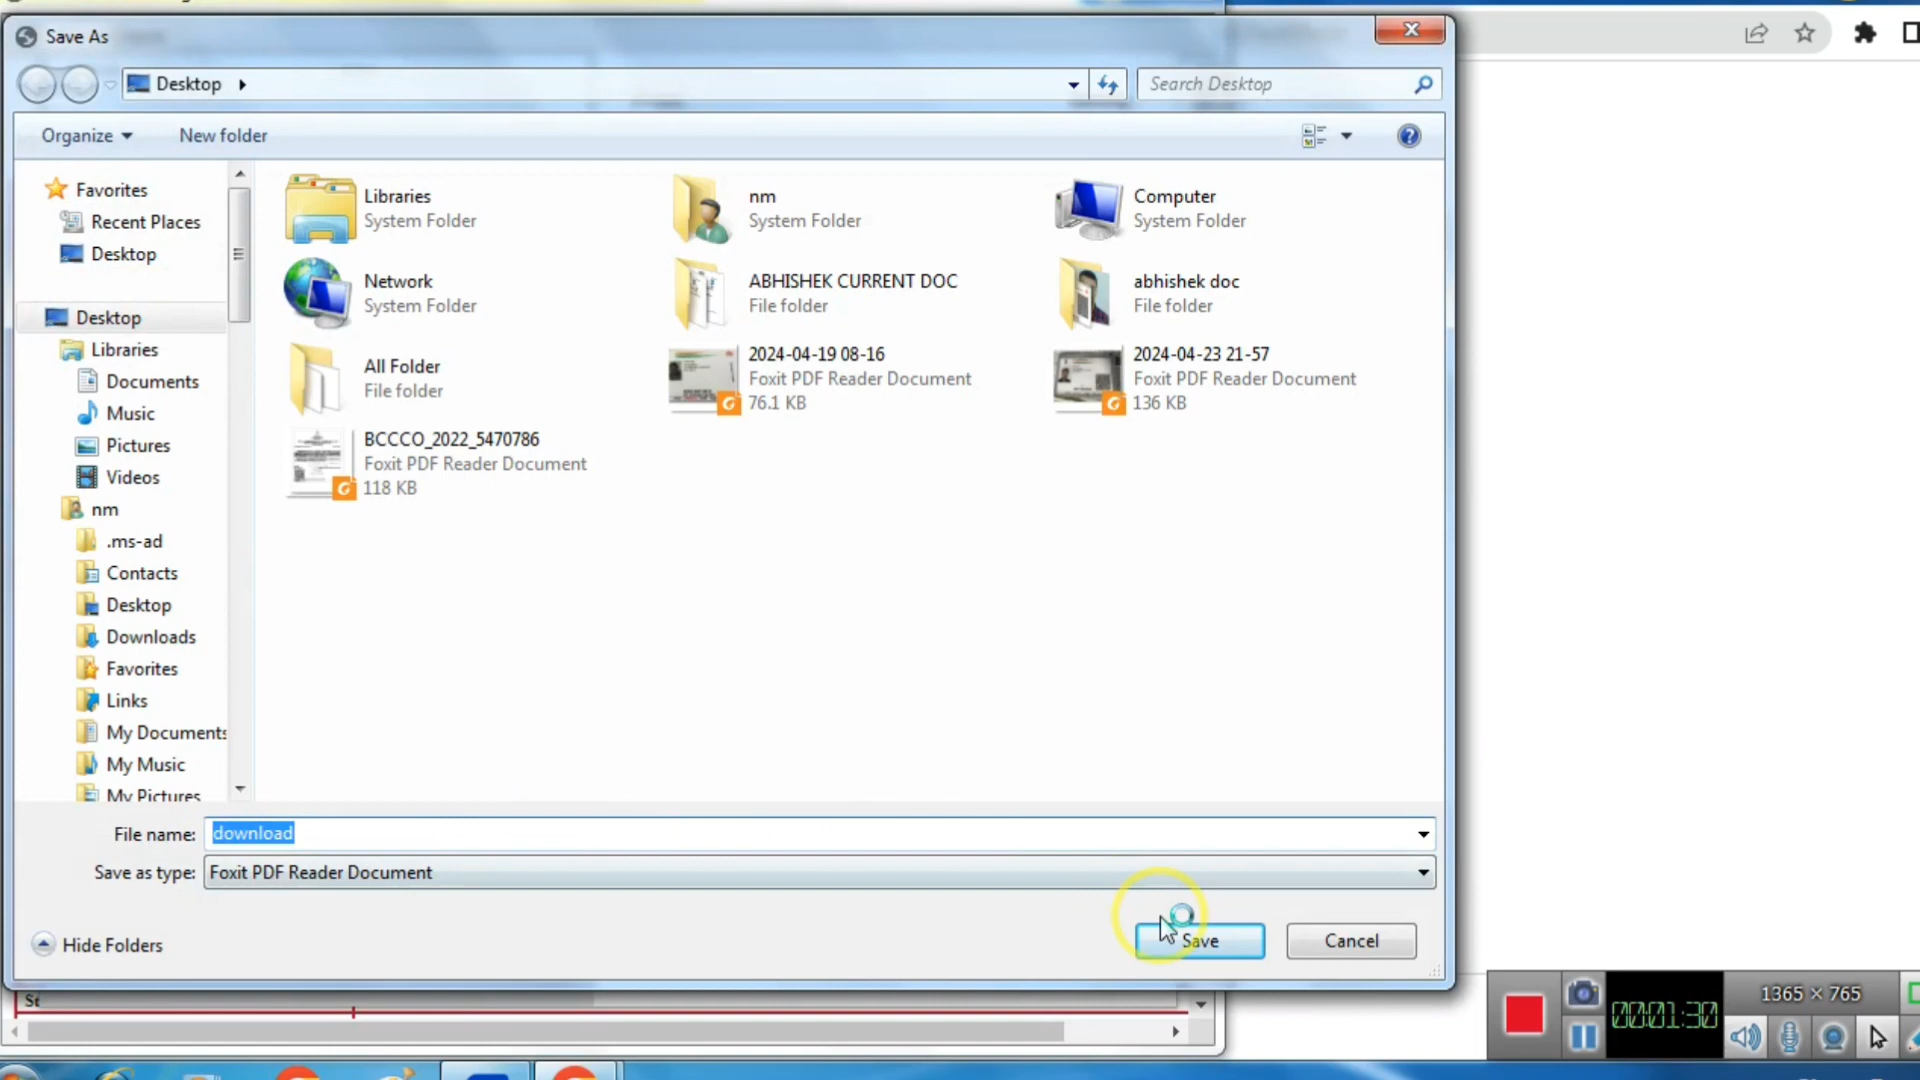 Save As
Desktop
Search Desktop
Organize
New folder
Favorites
Recent Places
Desktop
Desktop
Libraries
Documents
Music
Pictures
Videos
nm
.ms-ad
Contacts
Desktop
Downloads
Favorites
Links
My Documents
My Music
My Pictures
Libraries
System Folder
nm
System Folder
Computer
System Folder
Network
System Folder
ABHISHEK CURRENT DOC
File folder
abhishek doc
File folder
All Folder
File folder
2024-04-19 08-16
Foxit PDF Reader Document
76.1 KB
2024-04-23 21-57
Foxit PDF Reader Document
136 KB
BCCCO_2022_5470786
Foxit PDF Reader Document
118 KB
File name: download
Save as type: Foxit PDF Reader Document
Hide Folders
Save
Cancel
St
00:01:30
1365 × 765